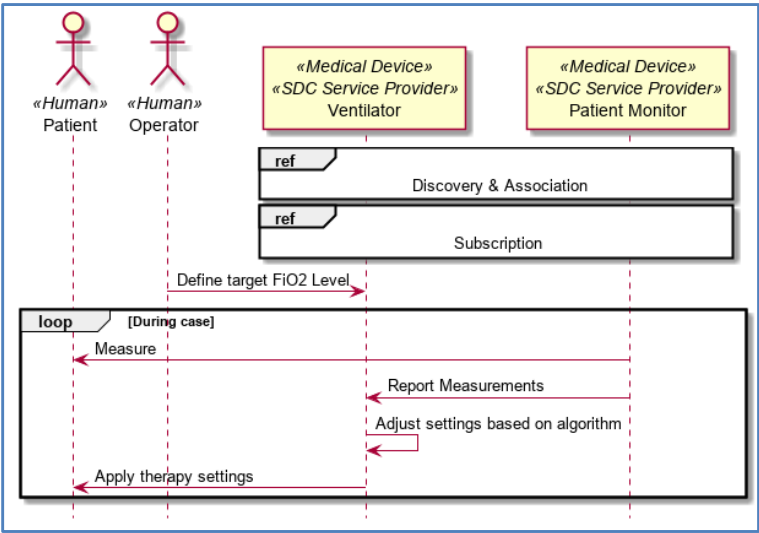 «Human»
Patient
«Human»
Operator
«Medical Device»
«SDC Service Provider»
Ventilator
«Medical Device»
«SDC Service Provider»
Patient Monitor
ref
Discovery & Association
ref
Subscription
Define target FiO2 Level
loop
[During case]
Measure
Report Measurements
Adjust settings based on algorithm
Apply therapy settings